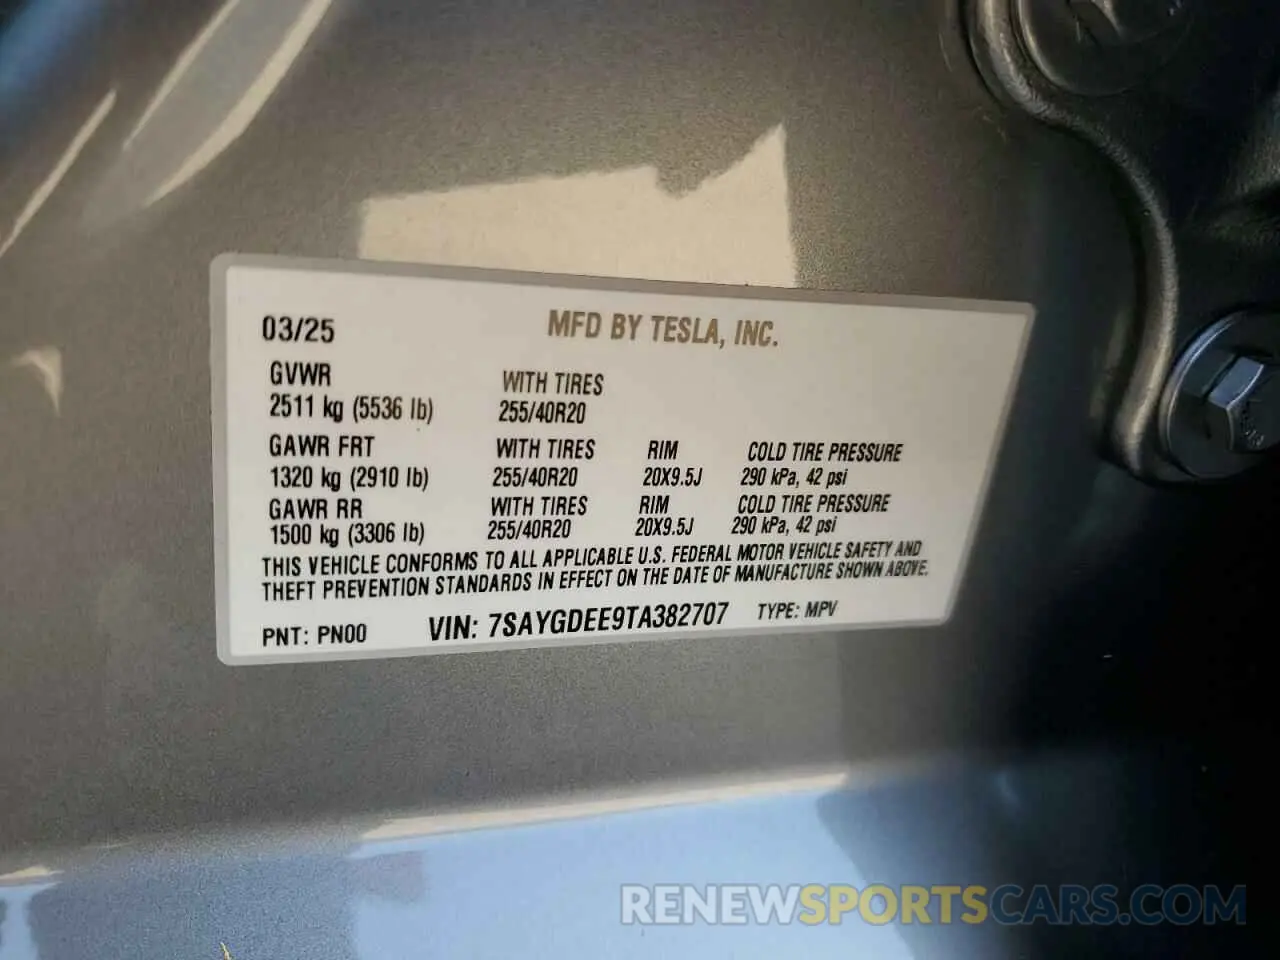 03/25 MFD BY TESLA, INC.
GVWR WITH TIRES
2511 kg (5536 lb) 255/40R20
GAWR FRT WITH TIRES RIM COLD TIRE PRESSURE
1320 kg (2910 lb) 255/40R20 20X9.5J 290 kPa, 42 psi
GAWR RR WITH TIRES RIM COLD TIRE PRESSURE
1500 kg (3306 lb) 255/40R20 20X9.5J 290 kPa, 42 psi
THIS VEHICLE CONFORMS TO ALL APPLICABLE U.S. FEDERAL MOTOR VEHICLE SAFETY AND
THEFT PREVENTION STANDARDS IN EFFECT ON THE DATE OF MANUFACTURE SHOWN ABOVE.
PNT: PN00 VIN: 7SAYGDEE9TA382707 TYPE: MPV
RENEWSPORTSCARS.COM